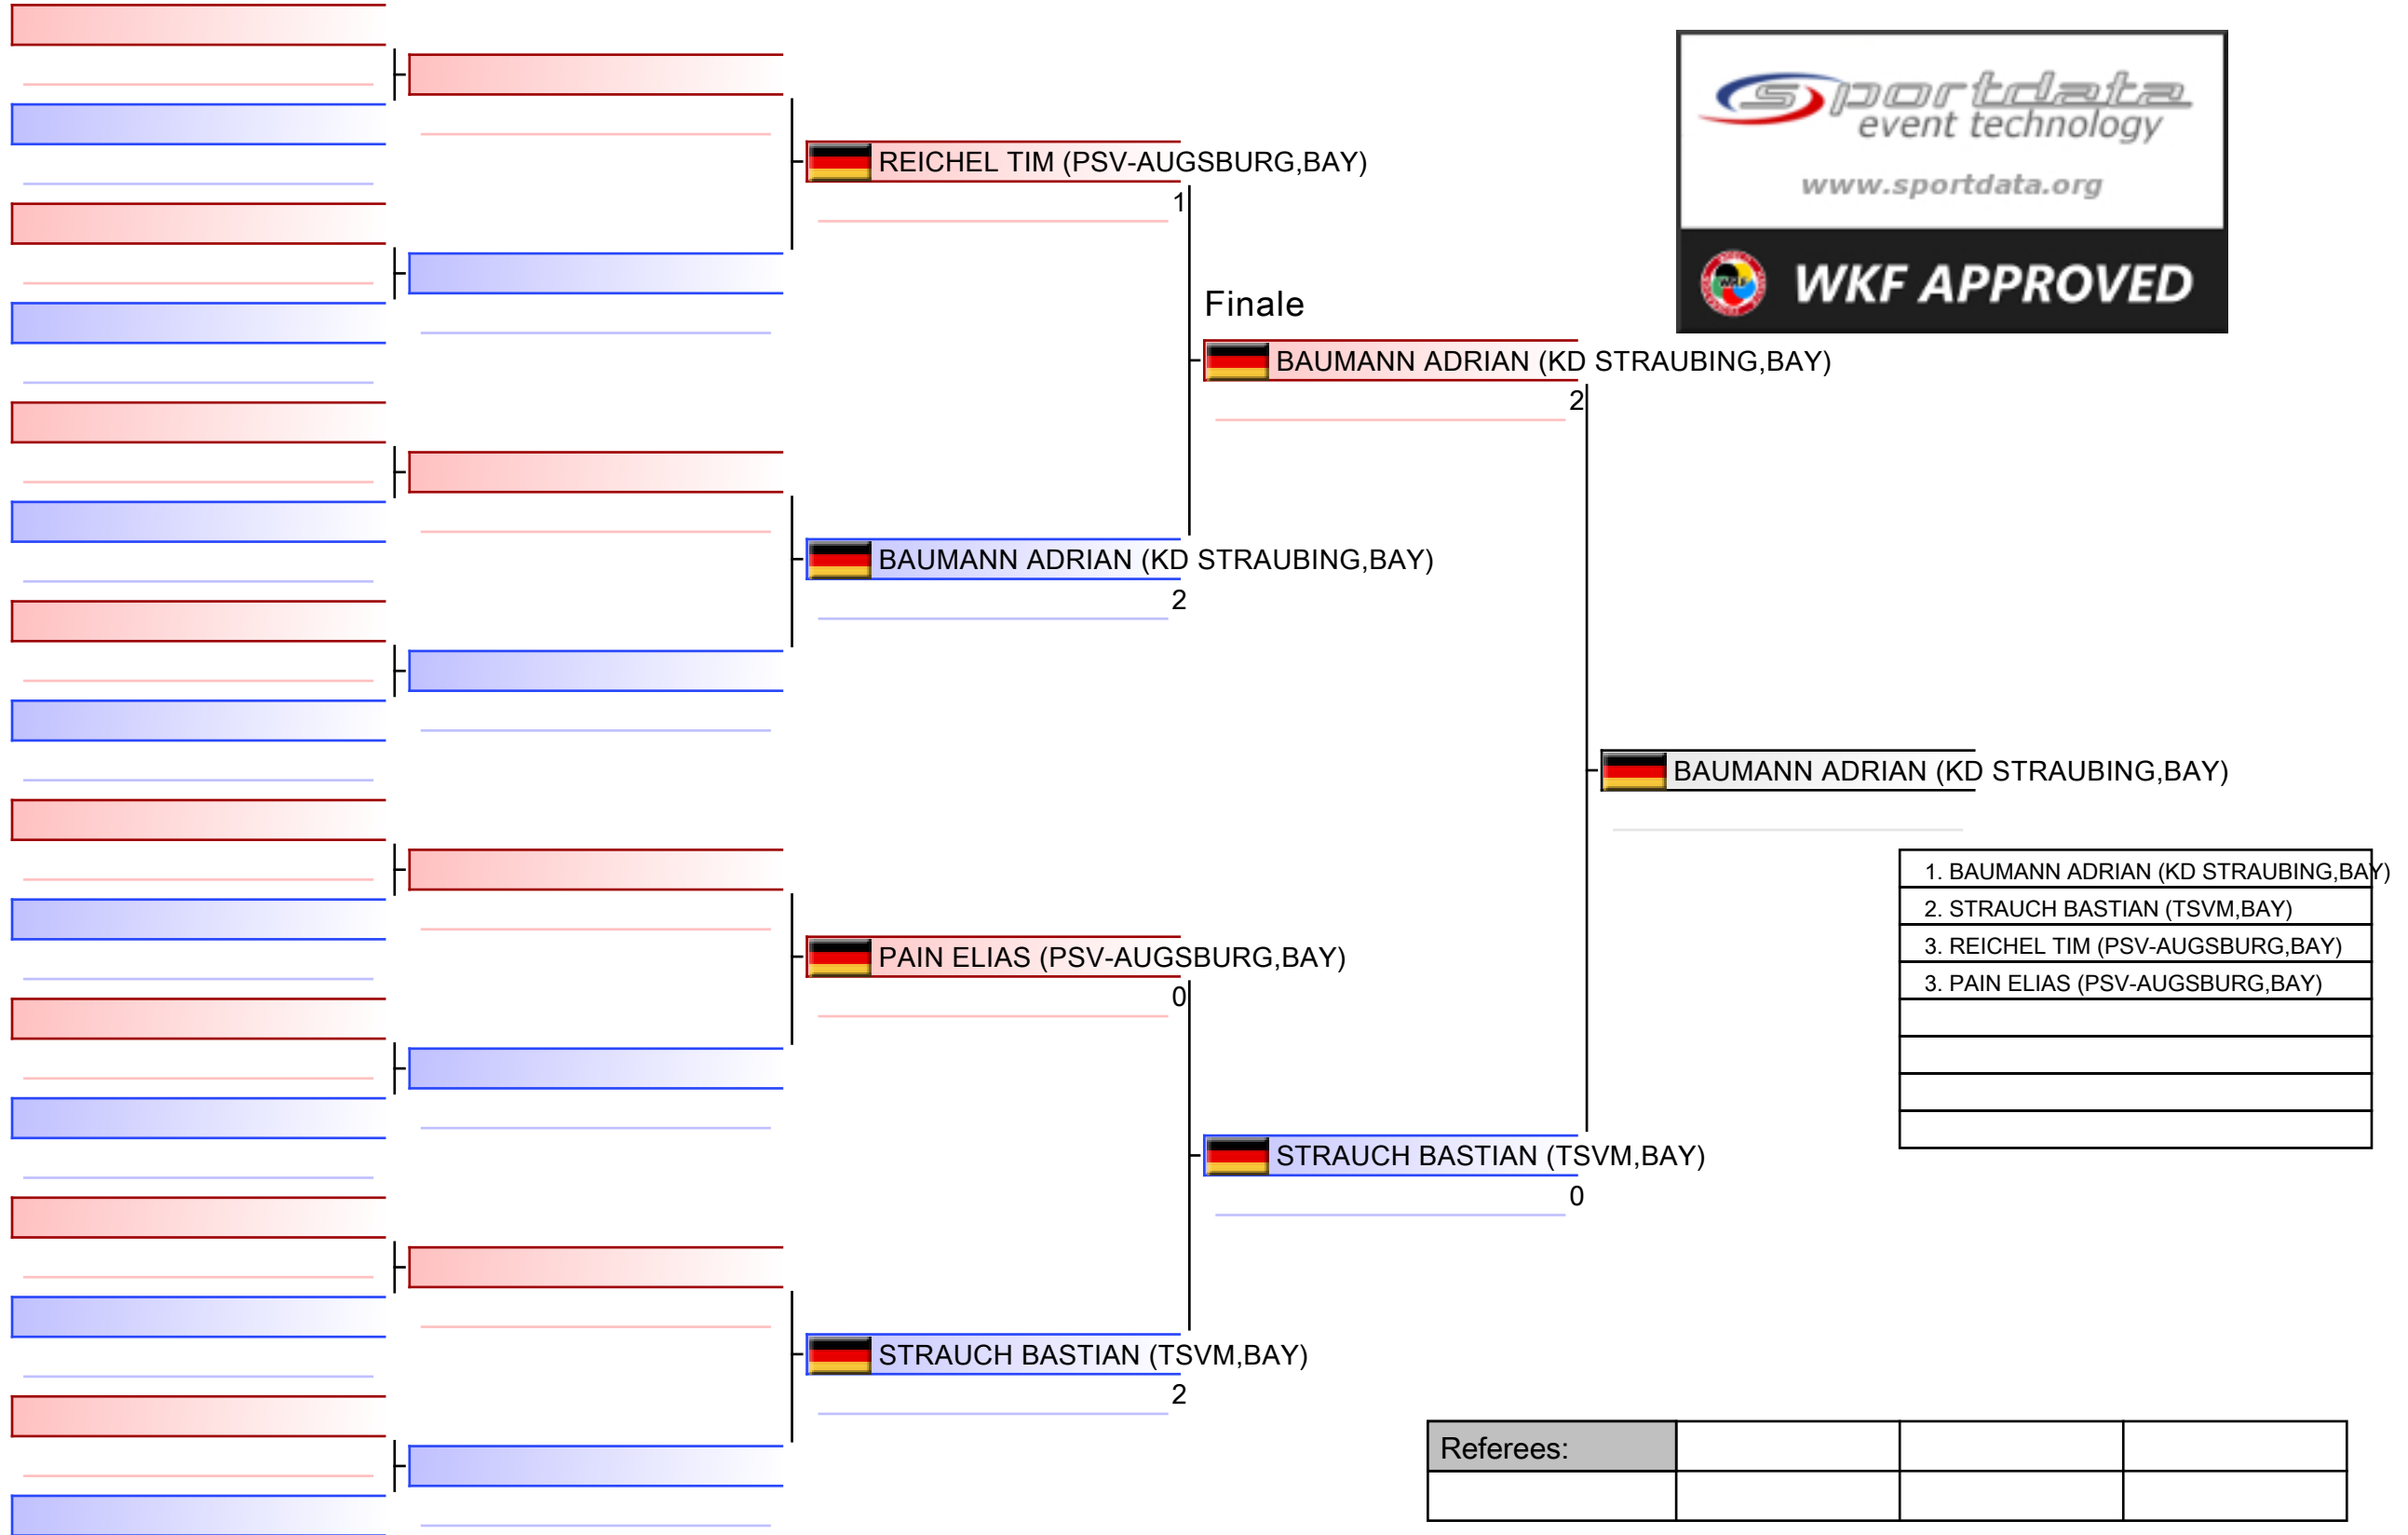 sportdata
event technology
www.sportdata.org
WKF APPROVED
REICHEL TIM (PSV-AUGSBURG,BAY)
1
Finale
BAUMANN ADRIAN (KD STRAUBING,BAY)
2
BAUMANN ADRIAN (KD STRAUBING,BAY)
2
BAUMANN ADRIAN (KD STRAUBING,BAY)
1. BAUMANN ADRIAN (KD STRAUBING,BAY)
2. STRAUCH BASTIAN (TSVM,BAY)
3. REICHEL TIM (PSV-AUGSBURG,BAY)
3. PAIN ELIAS (PSV-AUGSBURG,BAY)
PAIN ELIAS (PSV-AUGSBURG,BAY)
0
STRAUCH BASTIAN (TSVM,BAY)
0
STRAUCH BASTIAN (TSVM,BAY)
2
Referees: